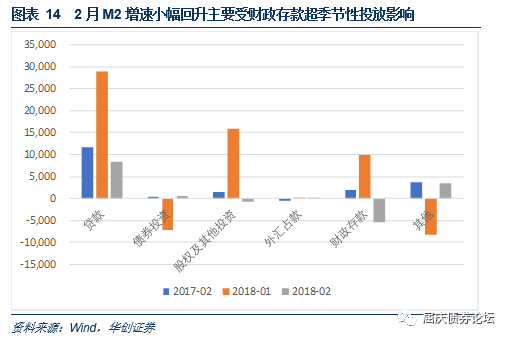 图表 14 2 月 M2 增速小幅回升主要受财政存款超季节性投放影响
35,000
30,000
25,000
20,000
15,000
10,000
5,000
0
-5,000
-10,000
-15,000
贷款
债券投资
股权及其他投资
外汇占款
财政存款
其他
2017-02 2018-01 2018-02
屈庆债券论坛
资料来源：Wind，华创证券